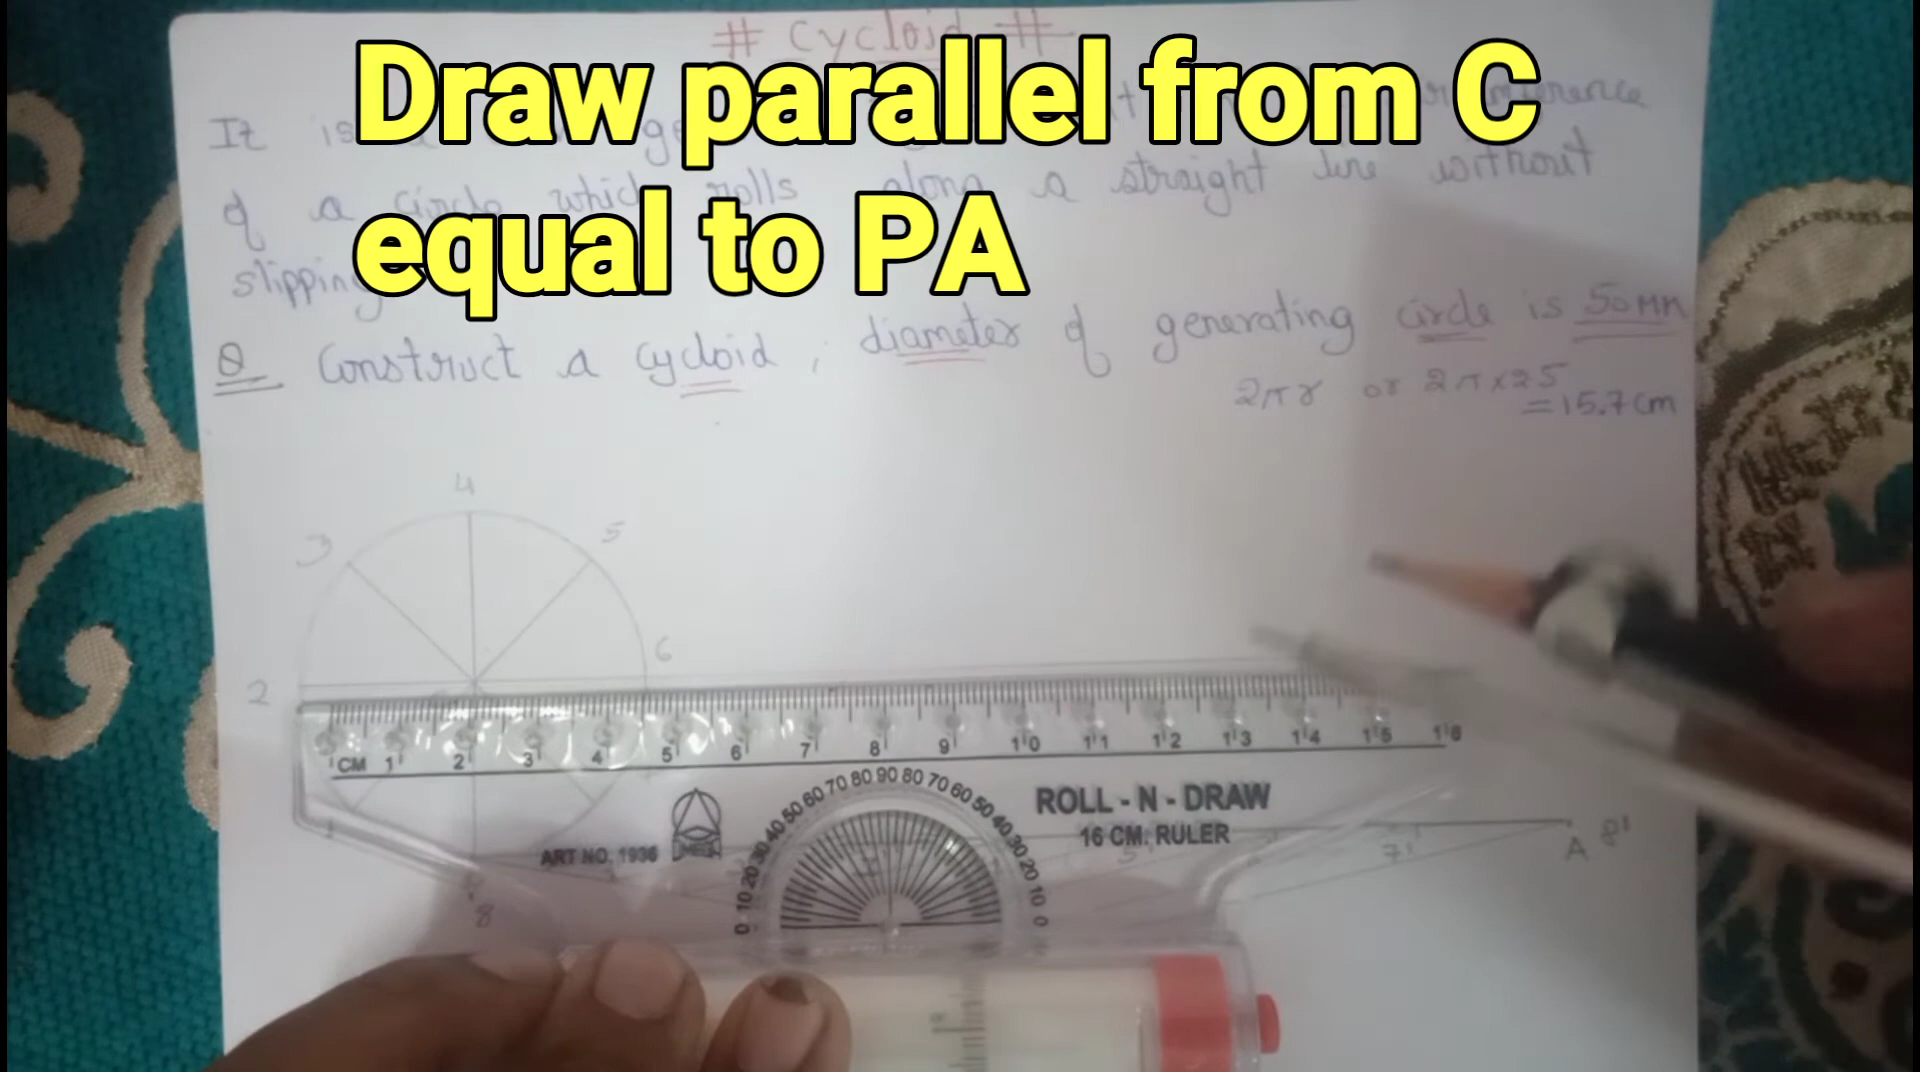 # Cycloid #
Draw parallel from C
equal to PA
It is
of a circle which rolls along a straight line without
slipping
Q Construct a cycloid, diameter of generating circle is 50MM
2πr or 2π×25
=15.7cm
4
3 5
6
2
CM 1 2 3 4 5 6 7 8 9 10 11 12 13 14 15 16
0 10 20 30 40 50 60 70 80 90 80 70 60 50 40 30 20 10 0
ROLL - N - DRAW
16 CM. RULER
ART NO. 1936
1
5'
7'
A 8'
8